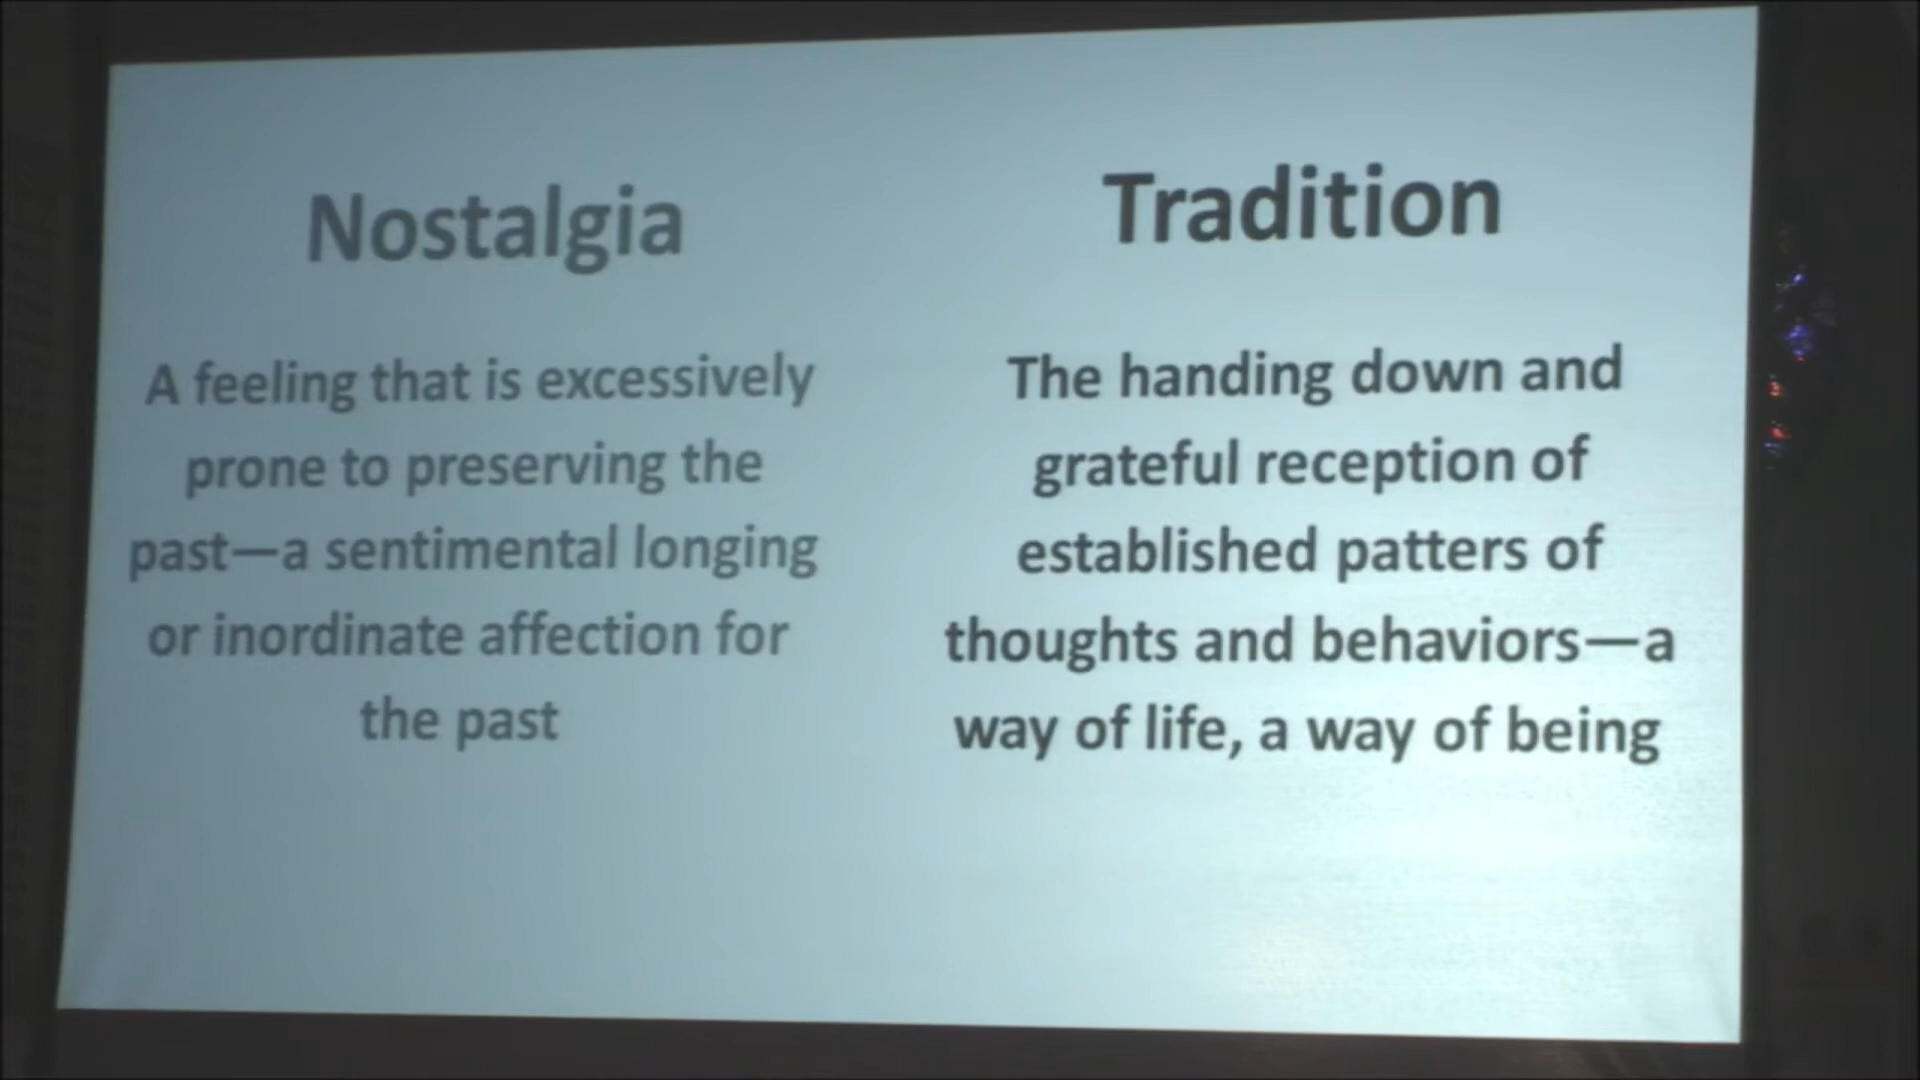 Nostalgia
A feeling that is excessively
prone to preserving the
past—a sentimental longing
or inordinate affection for
the past
Tradition
The handing down and
grateful reception of
established patters of
thoughts and behaviors—a
way of life, a way of being